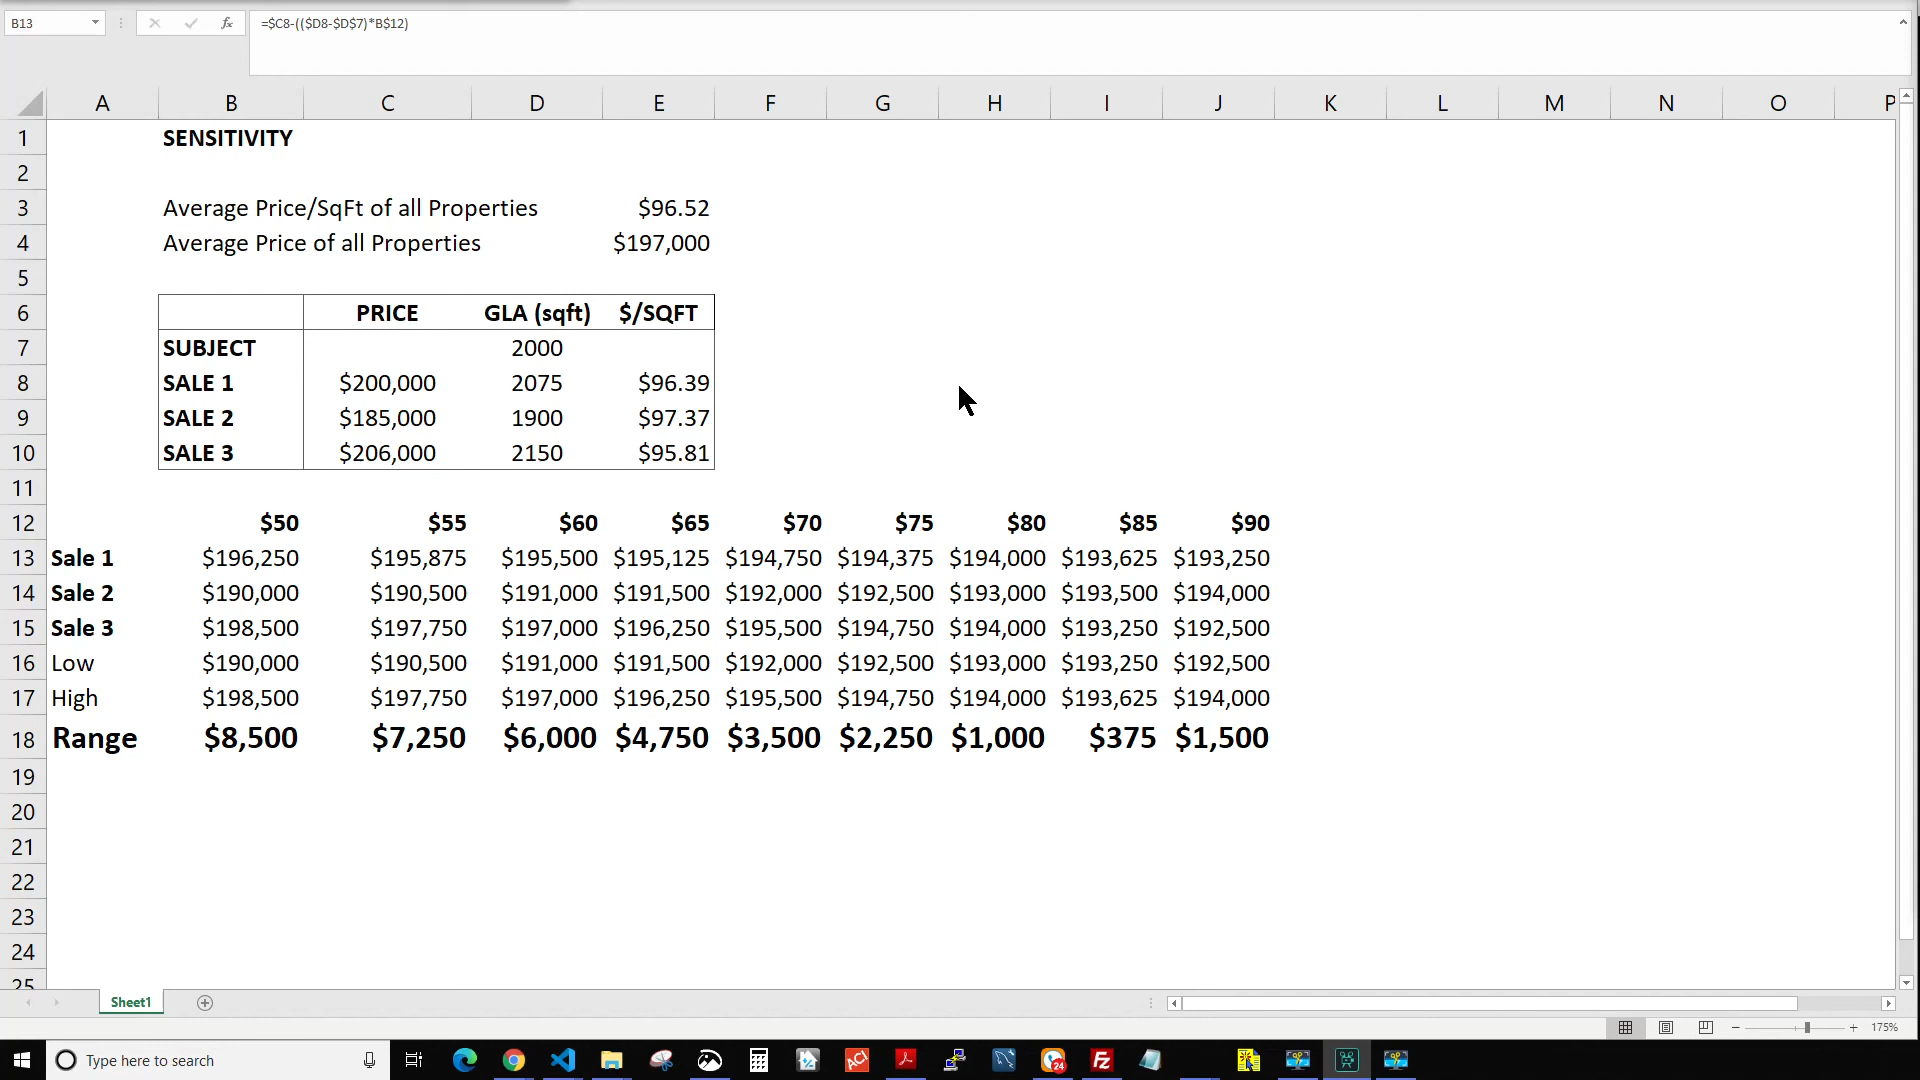 B13 fx =$C8-(($D8-$D$7)*B$12)
A B C D E F G H I J K L M N O P
1 SENSITIVITY
2
3 Average Price/SqFt of all Properties $96.52
4 Average Price of all Properties $197,000
5
6 PRICE GLA (sqft) $/SQFT
7 SUBJECT 2000
8 SALE 1 $200,000 2075 $96.39
9 SALE 2 $185,000 1900 $97.37
10 SALE 3 $206,000 2150 $95.81
11
12 $50 $55 $60 $65 $70 $75 $80 $85 $90
13 Sale 1 $196,250 $195,875 $195,500 $195,125 $194,750 $194,375 $194,000 $193,625 $193,250
14 Sale 2 $190,000 $190,500 $191,000 $191,500 $192,000 $192,500 $193,000 $193,500 $194,000
15 Sale 3 $198,500 $197,750 $197,000 $196,250 $195,500 $194,750 $194,000 $193,250 $192,500
16 Low $190,000 $190,500 $191,000 $191,500 $192,000 $192,500 $193,000 $193,250 $192,500
17 High $198,500 $197,750 $197,000 $196,250 $195,500 $194,750 $194,000 $193,625 $194,000
18 Range $8,500 $7,250 $6,000 $4,750 $3,500 $2,250 $1,000 $375 $1,500
19
20
21
22
23
24
25
Sheet1
175%
Type here to search ACI 24 FZ